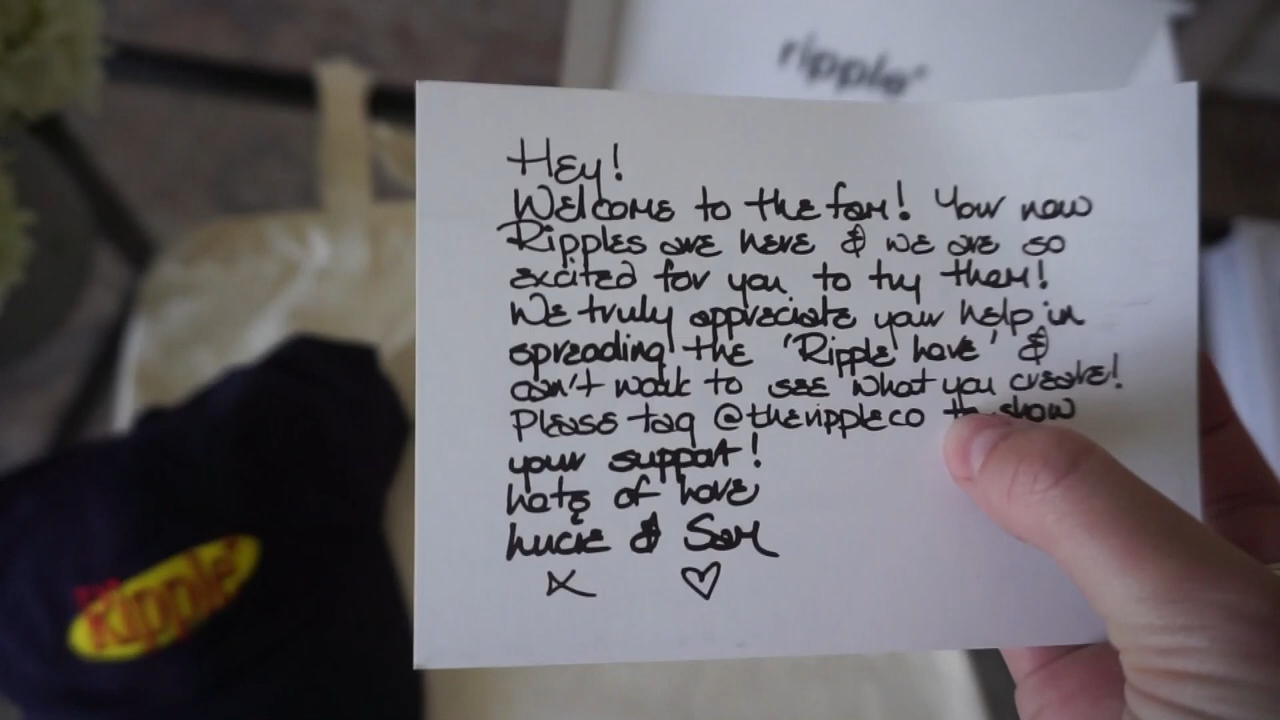 ripple
Hey!
Welcome to the fam! Your new
Ripples are here & we are so
excited for you to try them!
We truly appreciate your help in
spreading the 'Ripple Love' &
can't wait to see what you create!
Please tag @therippleco to show
your support!
Lots of Love
Lucie & Sam
x ♡
Ripple